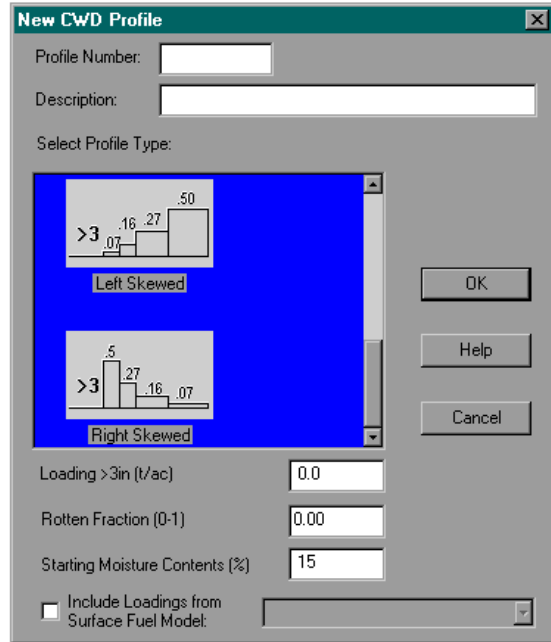 New CWD Profile
Profile Number:
Description:
Select Profile Type:
>3 .07 .16 .27 .50
Left Skewed
>3 .5 .27 .16 .07
Right Skewed
OK
Help
Cancel
Loading >3in (t/ac) 0.0
Rotten Fraction (0-1) 0.00
Starting Moisture Contents (%) 15
Include Loadings from
Surface Fuel Model: